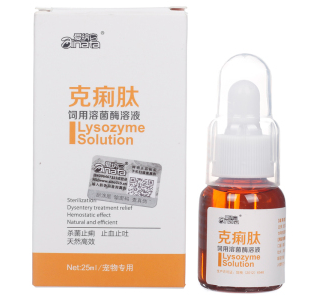 ainafa
克痢肽
饲用溶菌酶溶液
Lysozyme
Solution
Sterilization
Dysentery treatment relief
Hemostatic effect
Natural and efficient
杀菌止痢 止血止吐
天然高效
Net:25ml/宠物专用
克痢肽
饲用溶菌酶溶液
Lysozyme
Solution